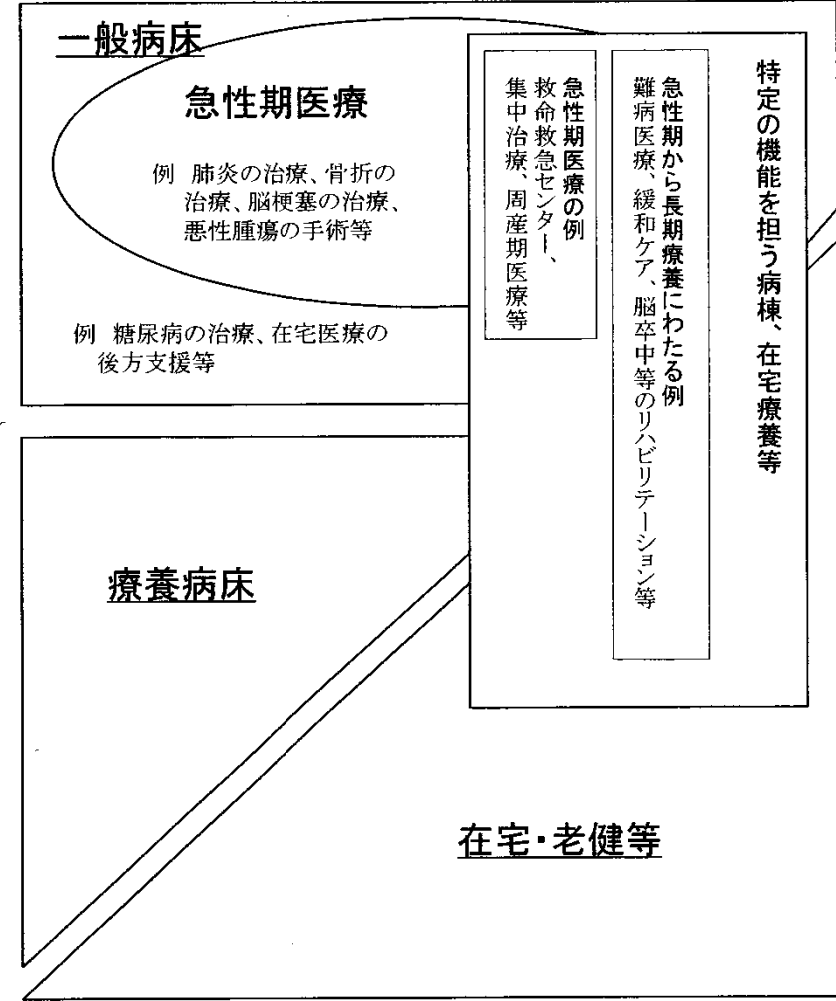 一般病床
急性期医療
例 肺炎の治療、骨折の
治療、脳梗塞の治療、
悪性腫瘍の手術等
例 糖尿病の治療、在宅医療の
後方支援等
特定の機能を担う病棟、在宅療養等
急性期から長期療養にわたる例
難病医療、緩和ケア、脳卒中等のリハビリテーション等
急性期医療の例
救命救急センター、
集中治療、周産期医療等
療養病床
在宅・老健等